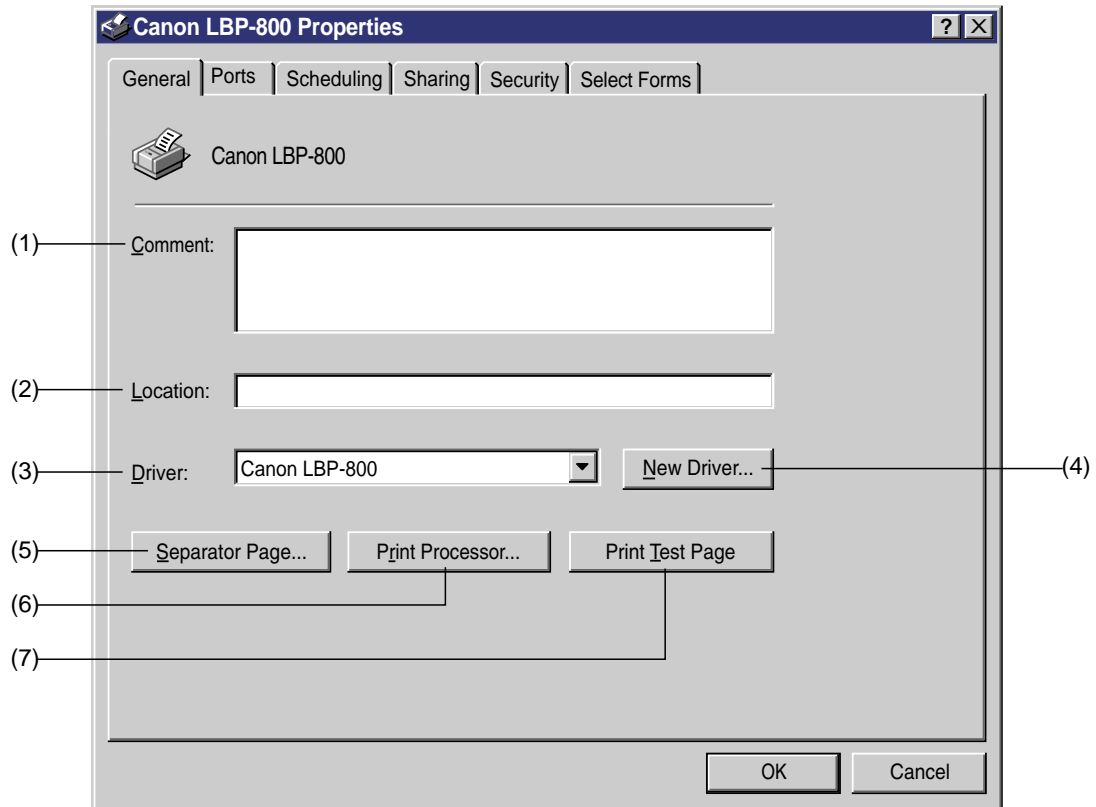 Canon LBP-800 Properties
?
General Ports Scheduling Sharing Security Select Forms
Canon LBP-800
(1) Comment:
(2) Location:
(3) Driver: Canon LBP-800 New Driver... (4)
(5) Separator Page... Print Processor... Print Test Page
(6)
(7)
OK Cancel